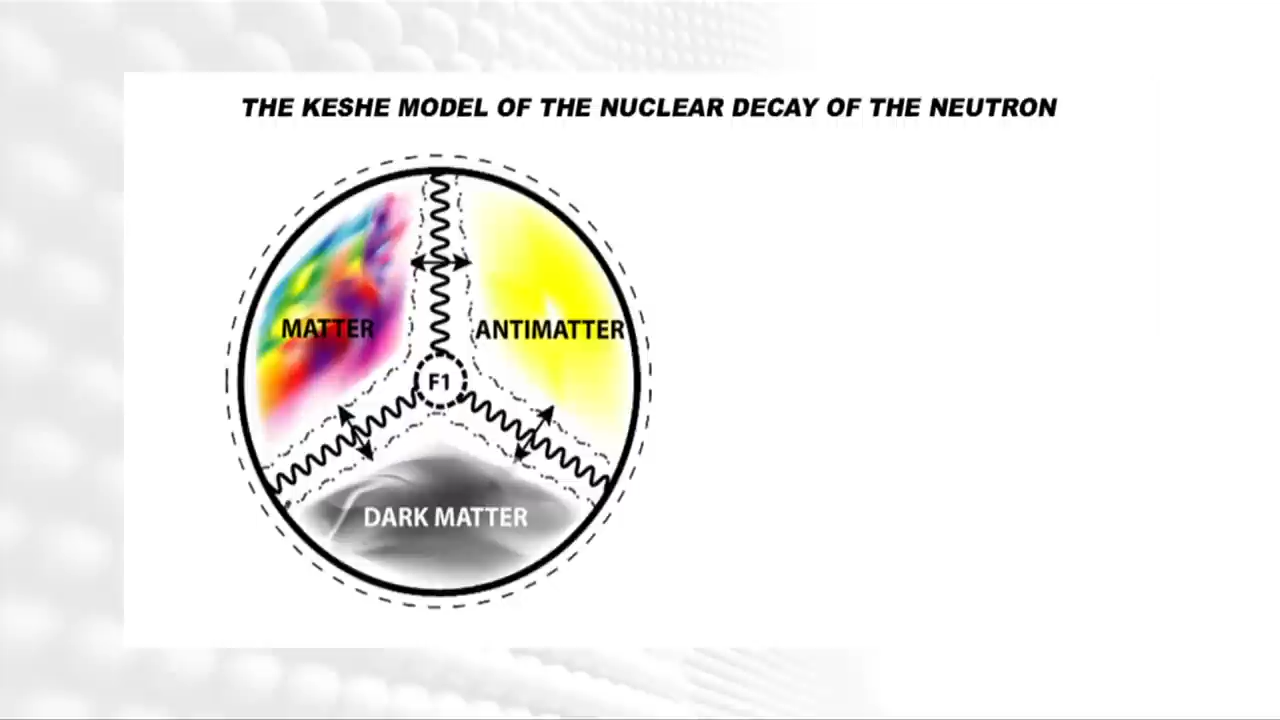 THE KESHE MODEL OF THE NUCLEAR DECAY OF THE NEUTRON
MATTER
ANTIMATTER
F1
DARK MATTER